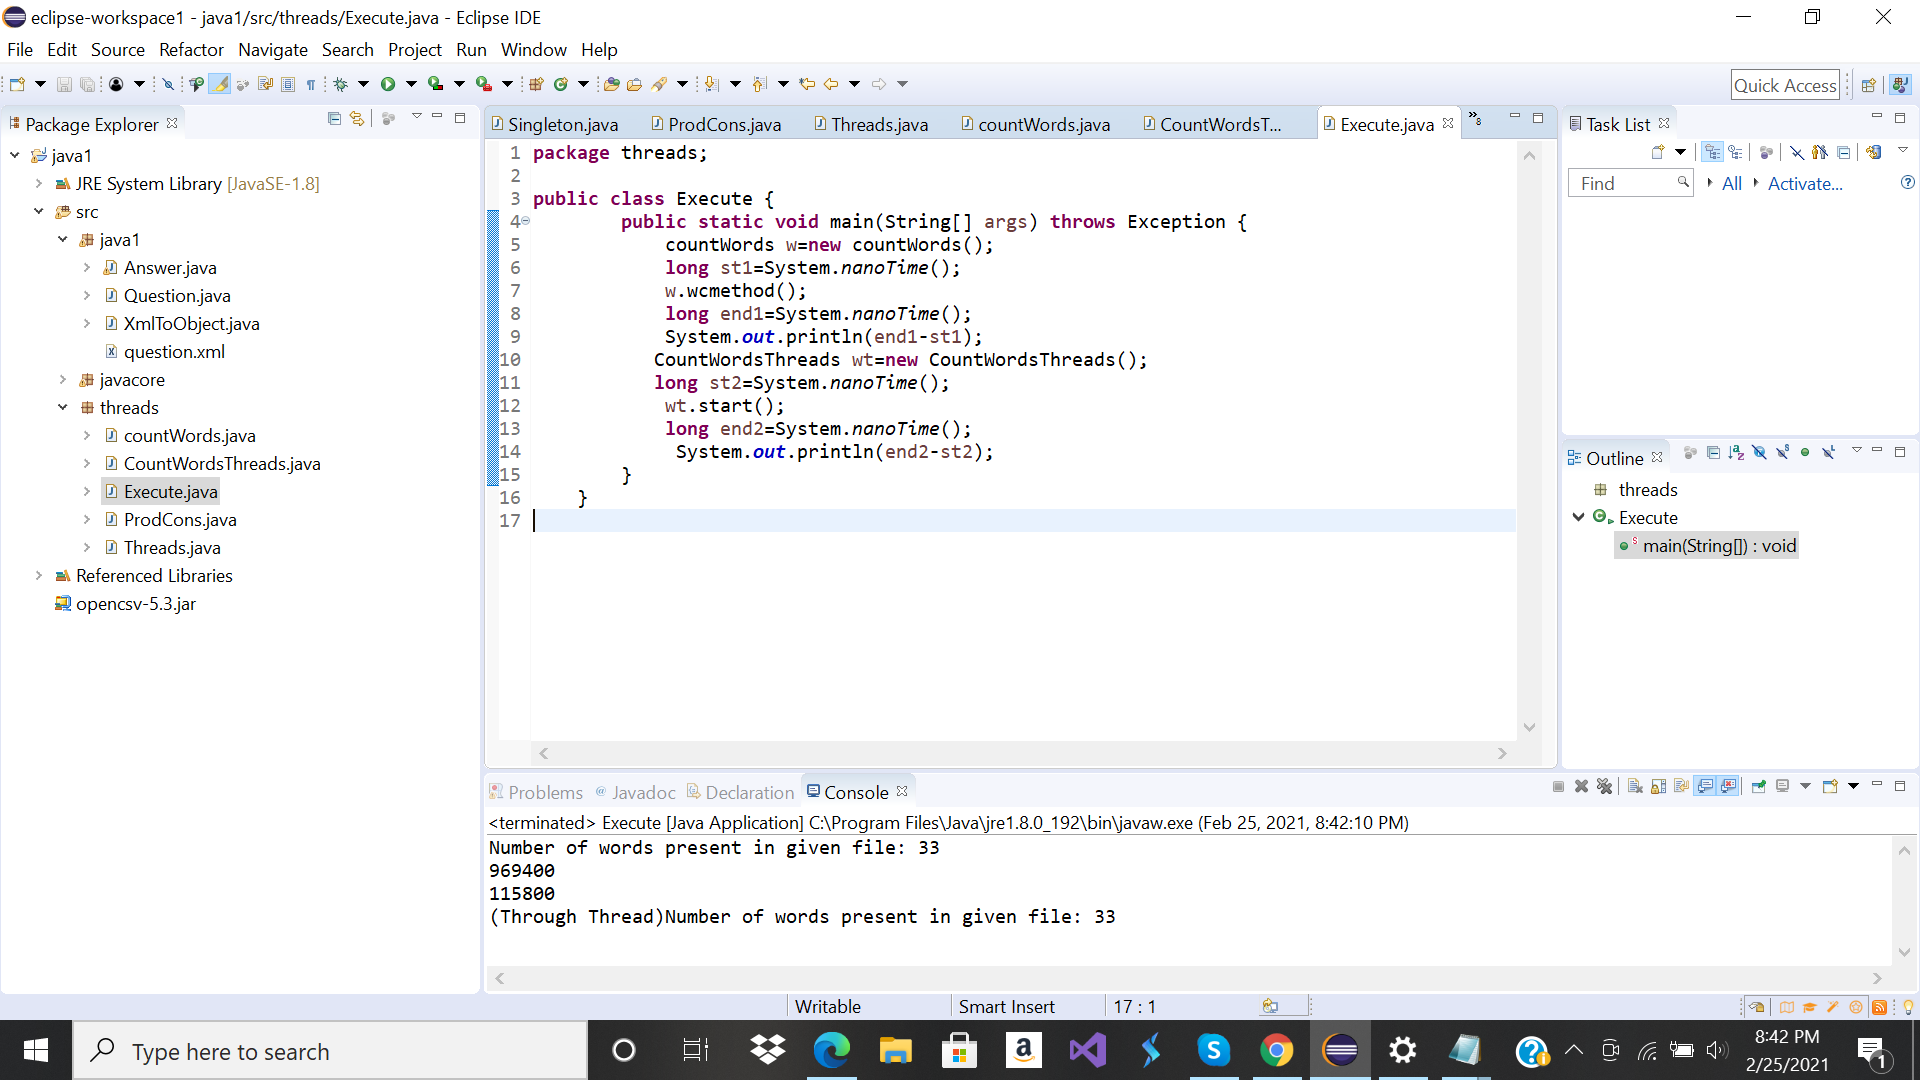 eclipse-workspace1 - java1/src/threads/Execute.java - Eclipse IDE
File Edit Source Refactor Navigate Search Project Run Window Help
Quick Access
Package Explorer
java1
JRE System Library [JavaSE-1.8]
src
java1
Answer.java
Question.java
XmlToObject.java
question.xml
javacore
threads
countWords.java
CountWordsThreads.java
Execute.java
ProdCons.java
Threads.java
Referenced Libraries
opencsv-5.3.jar
Singleton.java ProdCons.java Threads.java countWords.java CountWordsT... Execute.java »8
1 package threads;
2
3 public class Execute {
4 public static void main(String[] args) throws Exception {
5 countWords w=new countWords();
6 long st1=System.nanoTime();
7 w.wcmethod();
8 long end1=System.nanoTime();
9 System.out.println(end1-st1);
10 CountWordsThreads wt=new CountWordsThreads();
11 long st2=System.nanoTime();
12 wt.start();
13 long end2=System.nanoTime();
14 System.out.println(end2-st2);
15 }
16 }
17
Task List
Find All Activate...
Outline
threads
Execute
main(String[]) : void
Problems Javadoc Declaration Console
<terminated> Execute [Java Application] C:\Program Files\Java\jre1.8.0_192\bin\javaw.exe (Feb 25, 2021, 8:42:10 PM)
Number of words present in given file: 33
969400
115800
(Through Thread)Number of words present in given file: 33
Writable Smart Insert 17 : 1
Type here to search
8:42 PM
2/25/2021
1